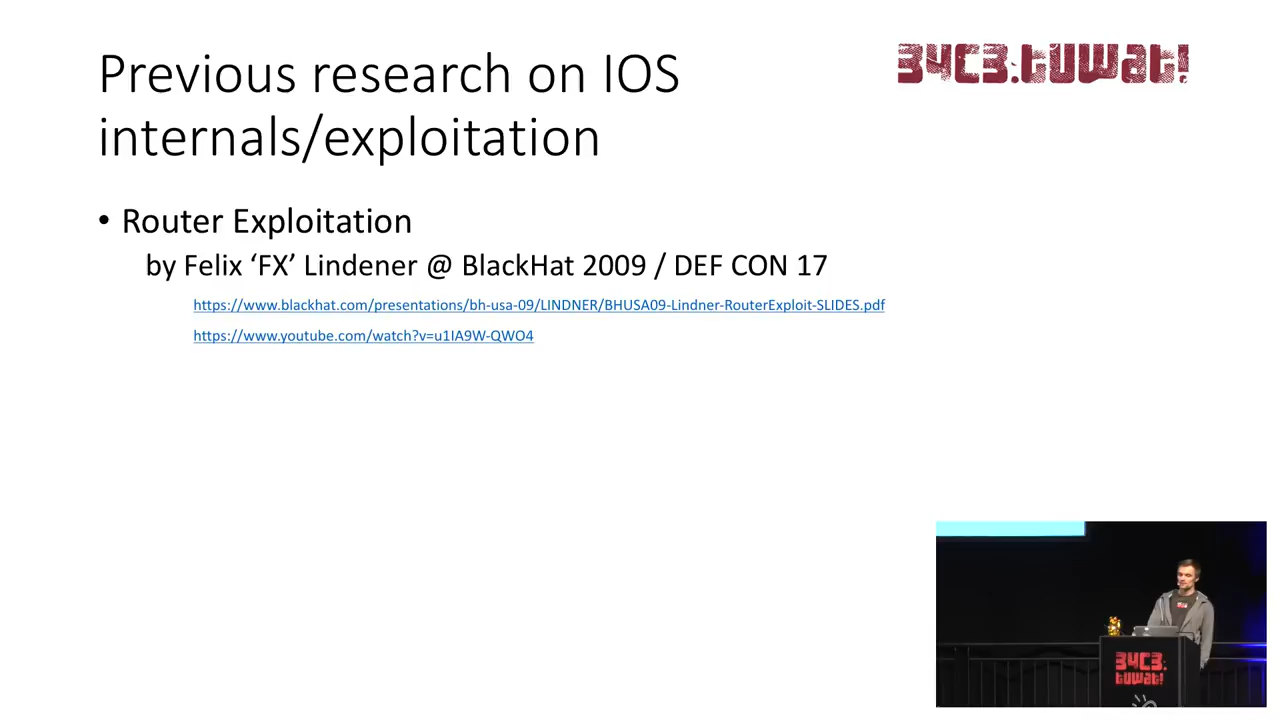 Previous research on IOS
internals/exploitation
34C3.tuwat!
• Router Exploitation
by Felix ‘FX’ Lindener @ BlackHat 2009 / DEF CON 17
https://www.blackhat.com/presentations/bh-usa-09/LINDNER/BHUSA09-Lindner-RouterExploit-SLIDES.pdf
https://www.youtube.com/watch?v=u1IA9W-QWO4
34C3.
tuwat!